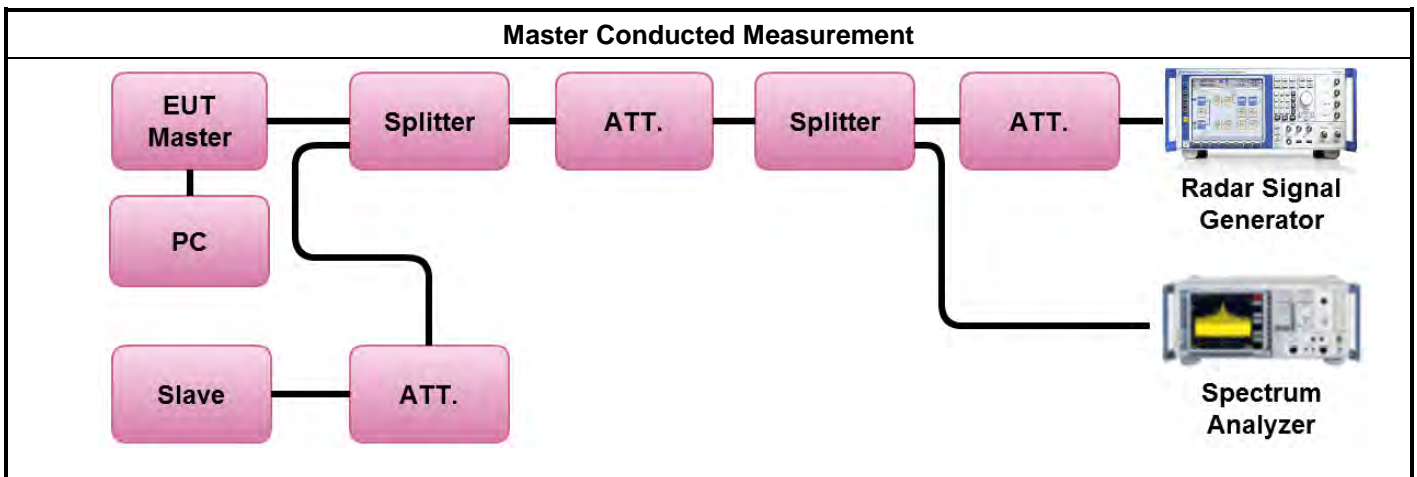 Master Conducted Measurement
EUT
Master
Splitter
ATT.
Splitter
ATT.
Radar Signal
Generator
PC
Slave
ATT.
Spectrum
Analyzer